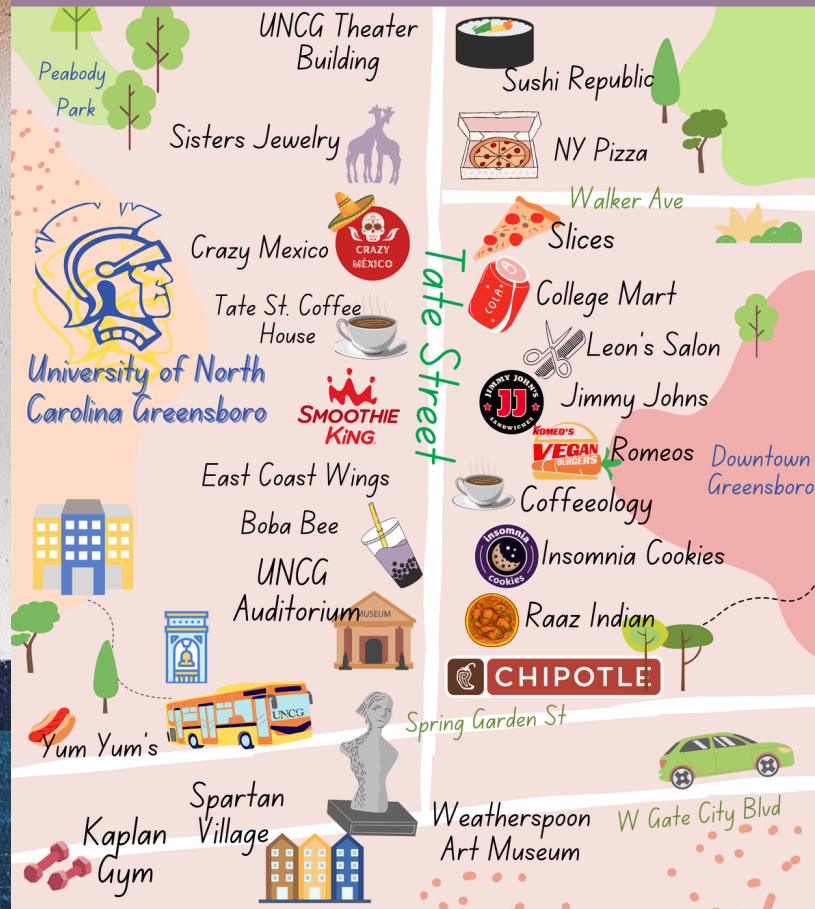 UNCG Theater
Building
Peabody
Park
Sushi Republic
Sisters Jewelry
NY Pizza
Walker Ave
Crazy Mexico
CRAZY
MÉXICO
Slices
Tate St. Coffee
House
COLA
College Mart
Tate Street
Leon's Salon
University of North
Carolina Greensboro
SMOOTHIE
KING
JIMMY JOHN'S
JJ
SANDWICHES
Jimmy Johns
ROMEO'S
VEGAN
BURGERS
Romeos
Downtown
Greensboro
East Coast Wings
Coffeeology
Boba Bee
insomnia
cookies
Insomnia Cookies
UNCG
Auditorium
MUSEUM
Raaz Indian
CHIPOTLE
UNCG
Spring Garden St
Yum Yum's
Spartan
Village
Weatherspoon
Art Museum
W Gate City Blvd
Kaplan
Gym